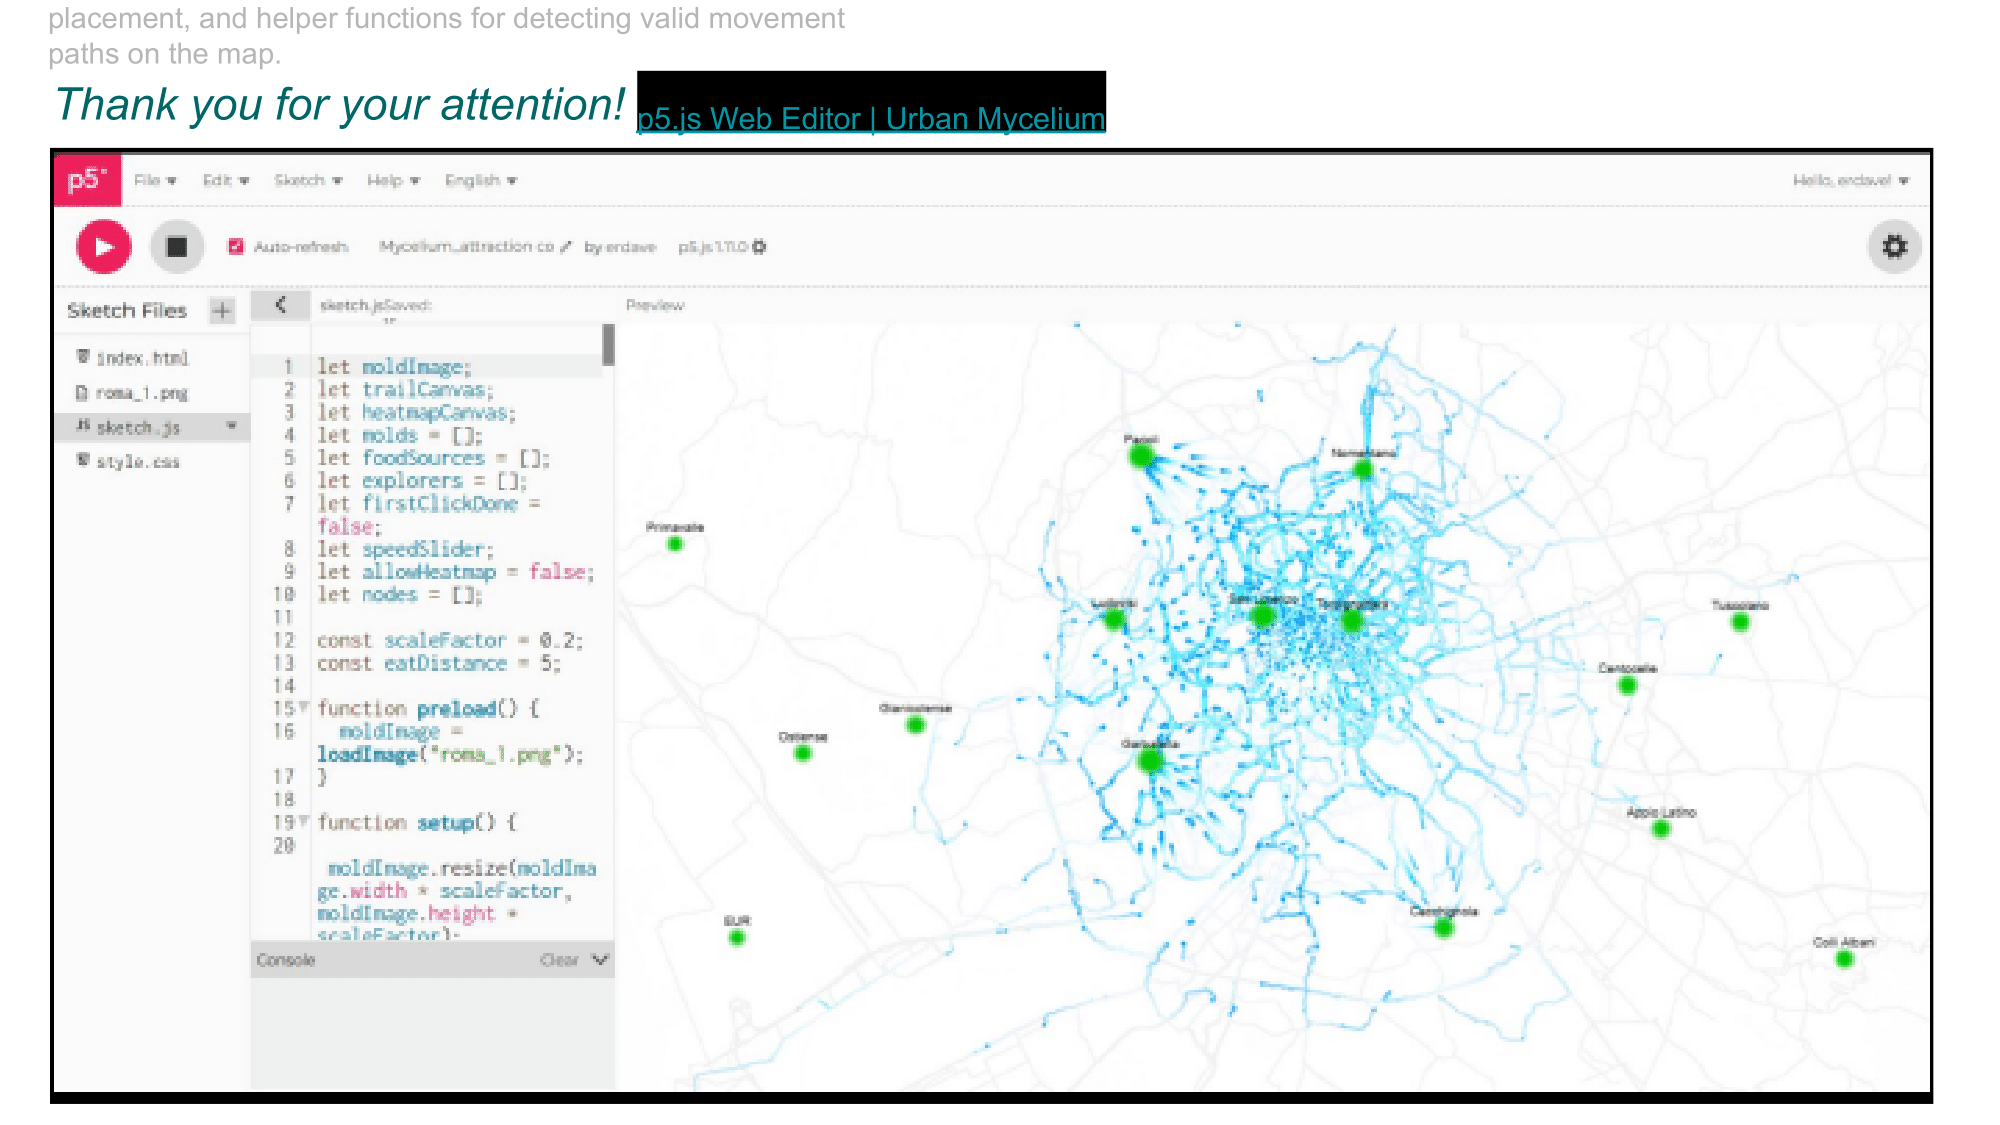 placement, and helper functions for detecting valid movement
paths on the map.
Thank you for your attention! p5.js Web Editor | Urban Mycelium
p5* File Edit Sketch Help English Hello, erdave!
Auto-refresh Mycelium_attraction co by erdave p5.js 1.11.0
Sketch Files + < sketch.js Saved: Preview
index.html
roma_1.png
sketch.js
style.css
1 let moldImage;
2 let trailCanvas;
3 let heatmapCanvas;
4 let molds = [];
5 let foodSources = [];
6 let explorers = [];
7 let firstClickDone =
false;
8 let speedSlider;
9 let allowHeatmap = false;
10 let nodes = [];
11
12 const scaleFactor = 0.2;
13 const eatDistance = 5;
14
15 function preload() {
16 moldImage =
loadImage("roma_1.png");
17 }
18
19 function setup() {
20
moldImage.resize(moldIma
ge.width * scaleFactor,
moldImage.height *
scaleFactor);
Console Clear
Parioli
Nomentano
Primavalle
Ludovisi
San Lorenzo
Torpignattara
Tuscolano
Centocelle
Gianicolense
Ostiense
Garbatella
Appio Latino
Cecchignola
EUR
Colli Albani